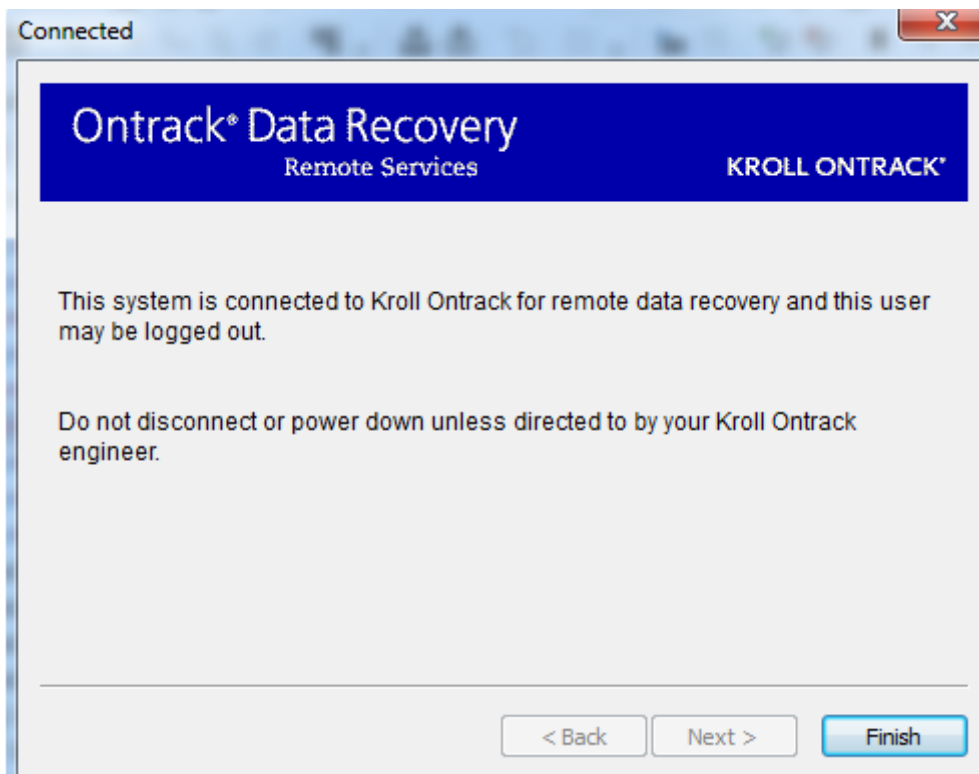 Connected
Ontrack® Data Recovery
Remote Services
KROLL ONTRACK®
This system is connected to Kroll Ontrack for remote data recovery and this user
may be logged out.
Do not disconnect or power down unless directed to by your Kroll Ontrack
engineer.
< Back
Next >
Finish